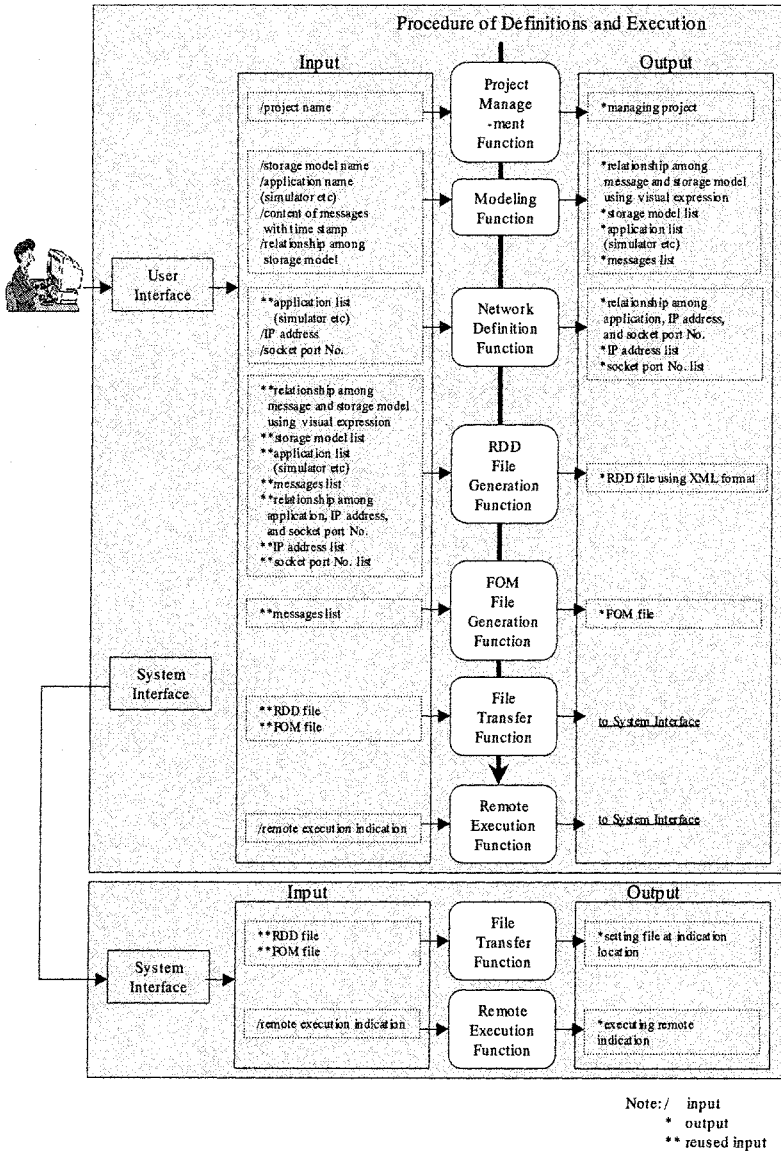 Procedure of Definitions and Execution
Input
Output
/project name
Project
Manage
-ment
Function
*managing project
/storage model name
/application name
(simulator etc)
/content of messages
with time stamp
/relationship among
storage model
Modeling
Function
*relationship among
message and storage model
using visual expression
*storage model list
*application list
(simulator etc)
*messages list
User
Interface
**application list
(simulator etc)
/IP address
/socket port No.
Network
Definition
Function
*relationship among
application, IP address,
and socket port No.
*IP address list
*socket port No. list
**relationship among
message and storage model
using visual expression
**storage model list
**application list
(simulator etc)
**messages list
**relationship among
application, IP address,
and socket port No.
**IP address list
**socket port No. list
RDD
File
Generation
Function
*RDD file using XML format
**messages list
FOM
File
Generation
Function
*FOM file
System
Interface
**RDD file
**FOM file
File
Transfer
Function
to System Interface
/remote execution indication
Remote
Execution
Function
to System Interface
Input
Output
System
Interface
**RDD file
**FOM file
File
Transfer
Function
*setting file at indication
location
/remote execution indication
Remote
Execution
Function
*executing remote
indication
Note: / input
* output
** reused input